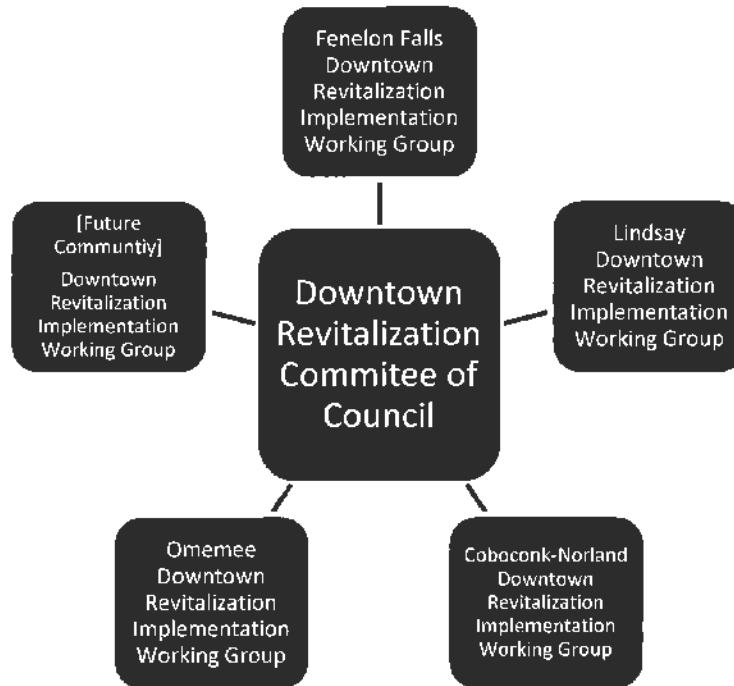 Fenelon Falls
Downtown
Revitalization
Implementation
Working Group
[Future
Communtiy]
Downtown
Revitalization
Implementation
Working Group
Lindsay
Downtown
Revitalization
Implementation
Working Group
Downtown
Revitalization
Commitee of
Council
Omemee
Downtown
Revitalization
Implementation
Working Group
Coboconk-Norland
Downtown
Revitalization
Implementation
Working Group